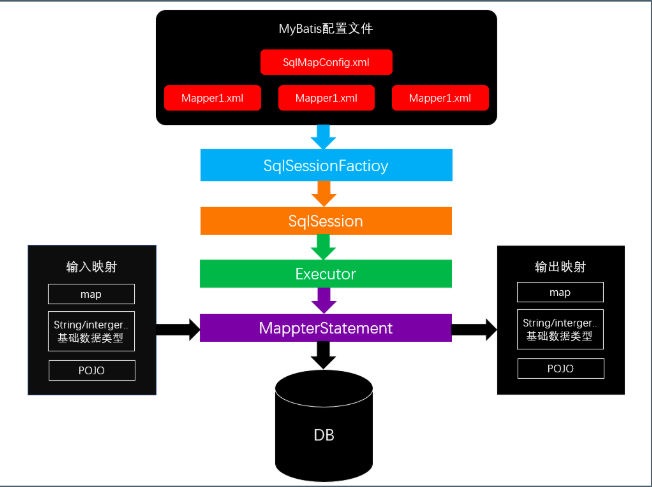 MyBatis配置文件
SqlMapConfig.xml
Mapper1.xml
Mapper1.xml
Mapper1.xml
SqlSessionFactioy
SqlSession
Executor
MappterStatement
DB
输入映射
map
String/interger..
基础数据类型
POJO
输出映射
map
String/interger..
基础数据类型
POJO